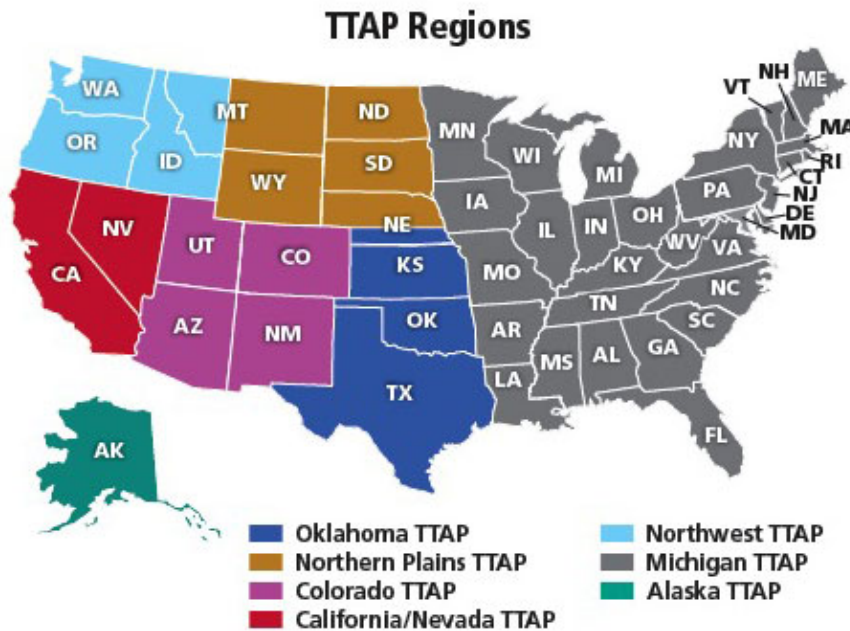 TTAP Regions
WA
OR
ID
MT
ND
SD
WY
NE
CA
NV
UT
CO
AZ
NM
KS
OK
TX
MN
WI
MI
IA
IL
IN
OH
MO
KY
WV
VA
PA
NY
VT
NH
ME
MA
RI
CT
NJ
DE
MD
NC
TN
SC
AR
MS
AL
GA
LA
FL
AK
Oklahoma TTAP
Northern Plains TTAP
Colorado TTAP
California/Nevada TTAP
Northwest TTAP
Michigan TTAP
Alaska TTAP